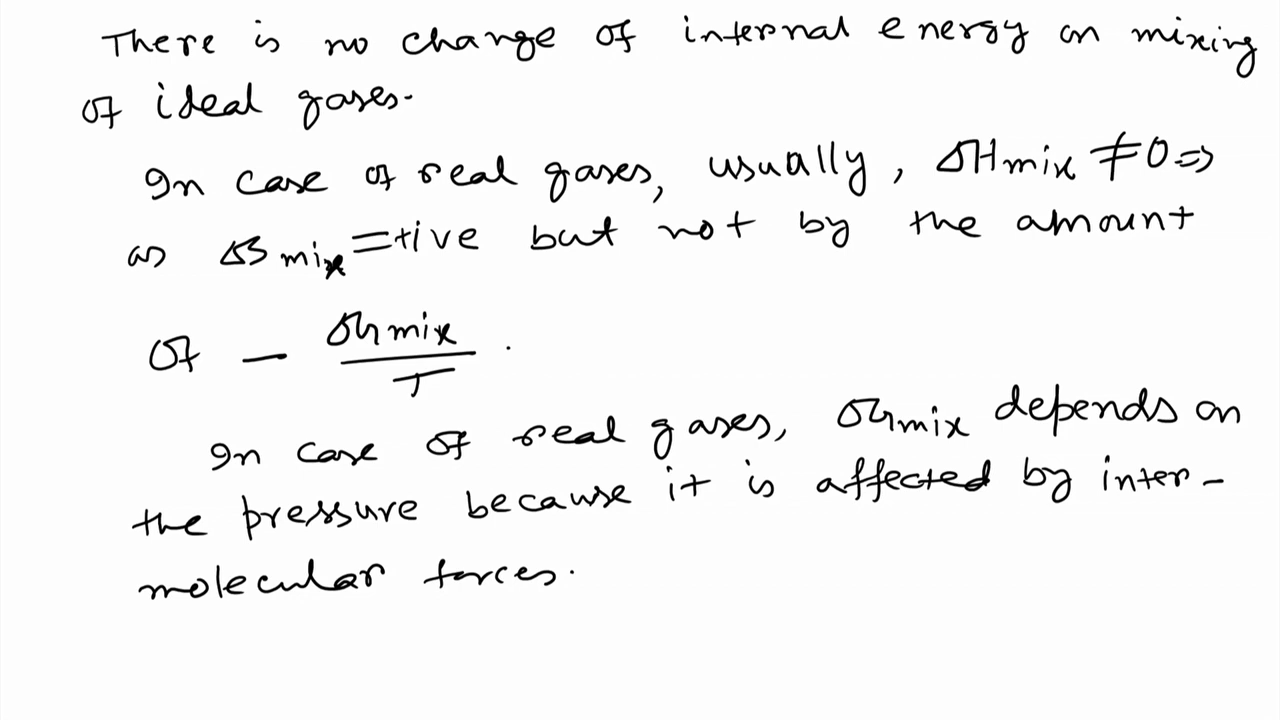 There is no change of internal energy on mixing
of ideal gases.
In case of real gases, usually, ΔHmix ≠ 0 ⇒
as ΔSmix = +ive but not by the amount
of - ΔGmix / T .
In case of real gases, ΔGmix depends on
the pressure because it is affected by inter-
molecular forces.